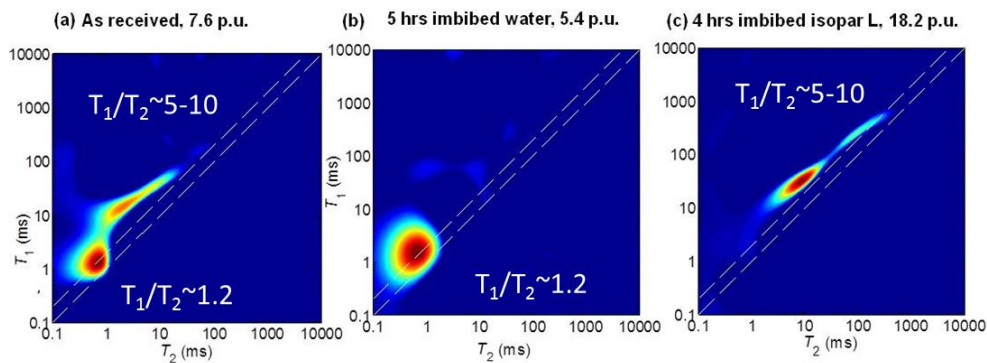 (a) As received, 7.6 p.u.
10000
1000
100
10
1
0.1
T₁ (ms)
T₁/T₂~5-10
T₁/T₂~1.2
0.1 1 10 100 1000 10000
T₂ (ms)
(b) 5 hrs imbibed water, 5.4 p.u.
10000
1000
100
10
1
0.1
T₁ (ms)
T₁/T₂~1.2
0.1 1 10 100 1000 10000
T₂ (ms)
(c) 4 hrs imbibed isopar L, 18.2 p.u.
10000
1000
100
10
1
0.1
T₁ (ms)
T₁/T₂~5-10
0.1 1 10 100 1000 10000
T₂ (ms)